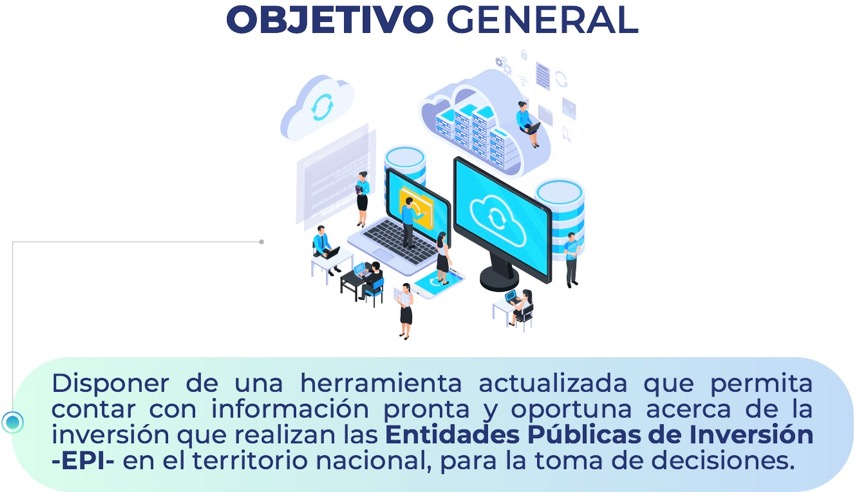 OBJETIVO GENERAL
Disponer de una herramienta actualizada que permita
contar con información pronta y oportuna acerca de la
inversión que realizan las Entidades Públicas de Inversión
-EPI- en el territorio nacional, para la toma de decisiones.